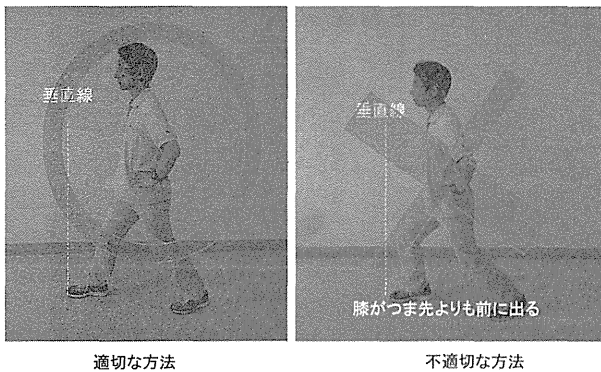 垂直線
垂直線
膝がつま先よりも前に出る
適切な方法
不適切な方法